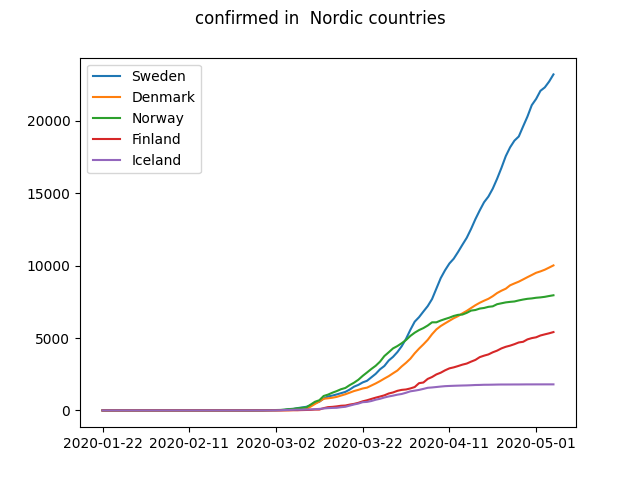 confirmed in  Nordic countries
Sweden
Denmark
Norway
Finland
Iceland
20000
15000
10000
5000
0
2020-01-22 2020-02-11 2020-03-02 2020-03-22 2020-04-11 2020-05-01